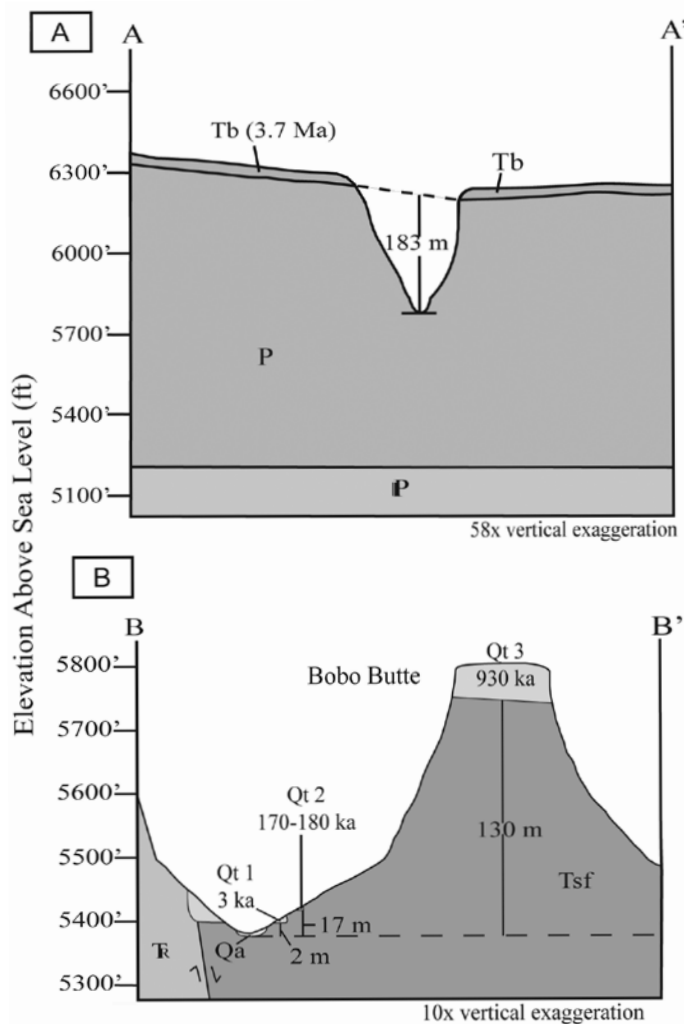 A
A
A'
Elevation Above Sea Level (ft)
6600'
6300'
6000'
5700'
5400'
5100'
Tb (3.7 Ma)
Tb
183 m
P
ℙ
58x vertical exaggeration
B
B
B'
5800'
5700'
5600'
5500'
5400'
5300'
Bobo Butte
Qt 3
930 ka
Qt 2
170-180 ka
130 m
Qt 1
3 ka
Tsf
17 m
2 m
Qa
TR
10x vertical exaggeration